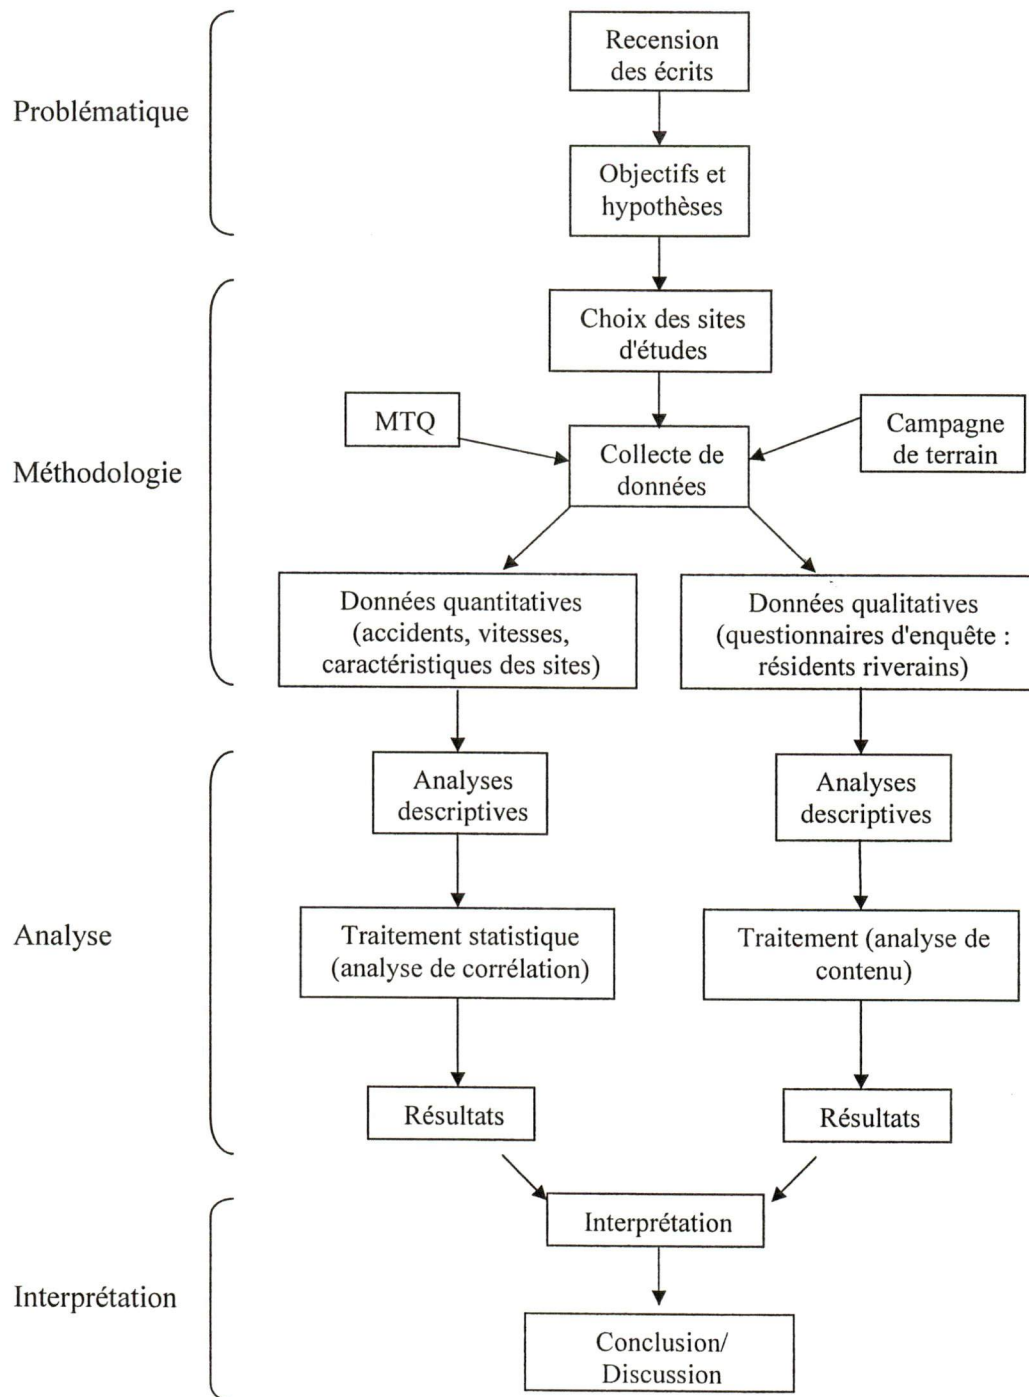 Problématique
Recension
des écrits
Objectifs et
hypothèses
Méthodologie
Choix des sites
d'études
MTQ
Campagne
de terrain
Collecte de
données
Données quantitatives
(accidents, vitesses,
caractéristiques des sites)
Données qualitatives
(questionnaires d'enquête :
résidents riverains)
Analyse
Analyses
descriptives
Analyses
descriptives
Traitement statistique
(analyse de corrélation)
Traitement (analyse de
contenu)
Résultats
Résultats
Interprétation
Interprétation
Conclusion/
Discussion